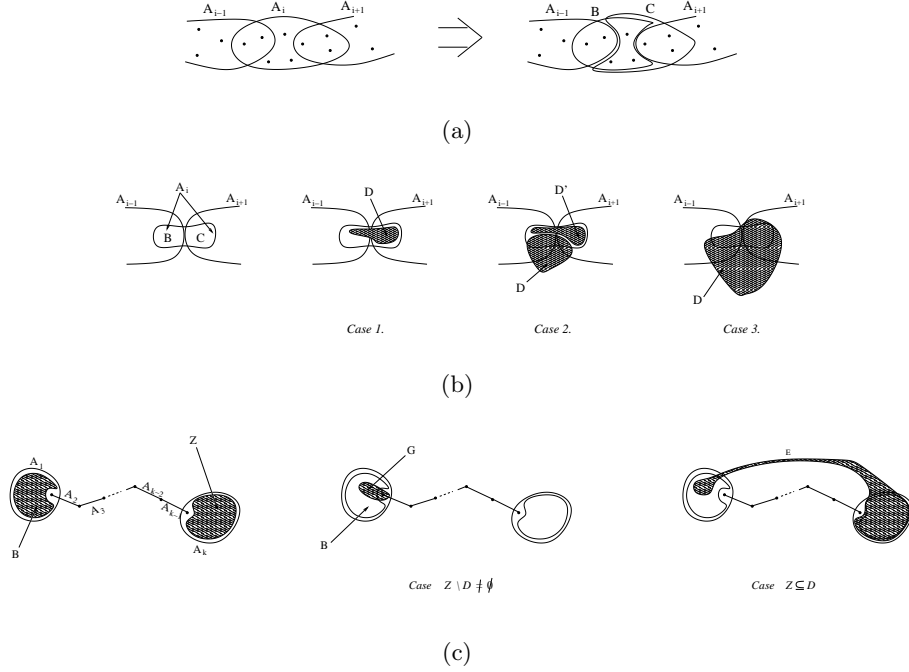 A_{i−1} A_i A_{i+1} A_{i−1} B C A_{i+1}
(a)
A_{i−1} A_i A_{i+1} B C
A_{i−1} D A_{i+1}
A_{i−1} D' A_{i+1} D
A_{i−1} A_{i+1} D
Case 1. Case 2. Case 3.
(b)
A_1 A_2 A_3 A_{k−2} A_{k−1} A_k Z B
G B
E
Case Z \ D ≠ ∅ Case Z ⊆ D
(c)